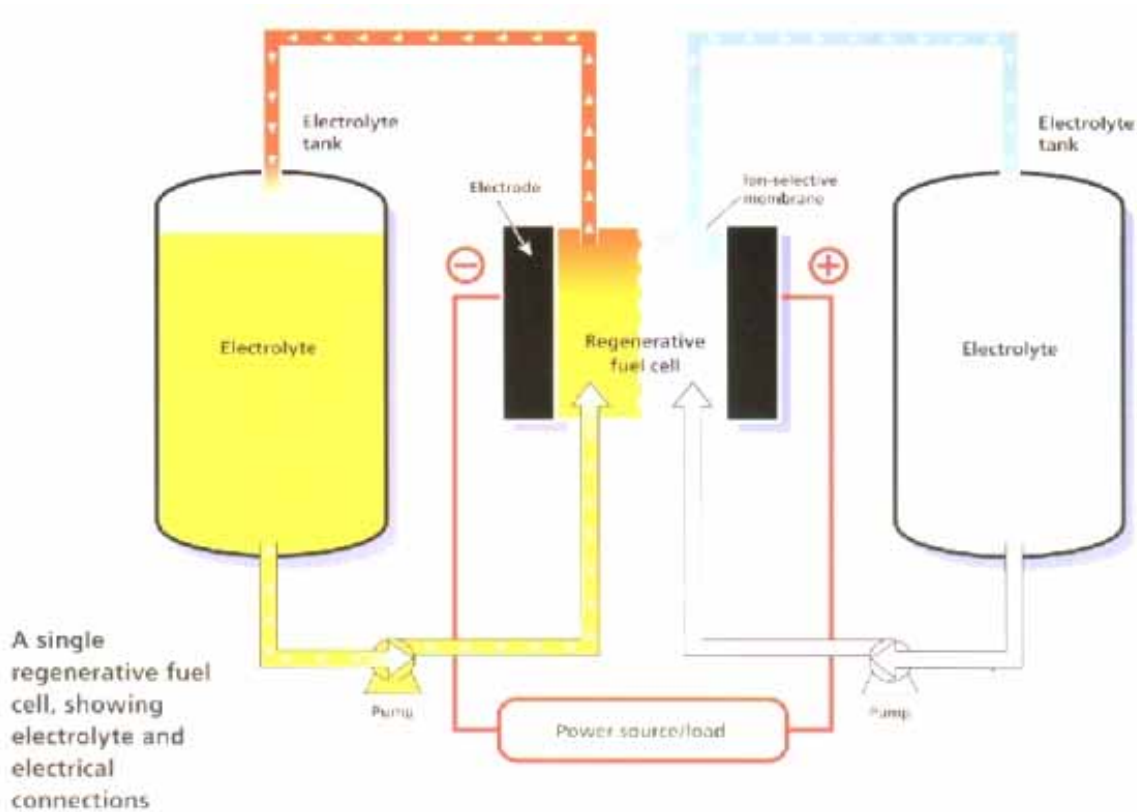 Electrolyte
tank
Electrolyte
tank
Electrode
Ion-selective
membrane
−
+
Electrolyte
Regenerative
fuel cell
Electrolyte
Pump
Pump
Power source/load
A single
regenerative fuel
cell, showing
electrolyte and
electrical
connections